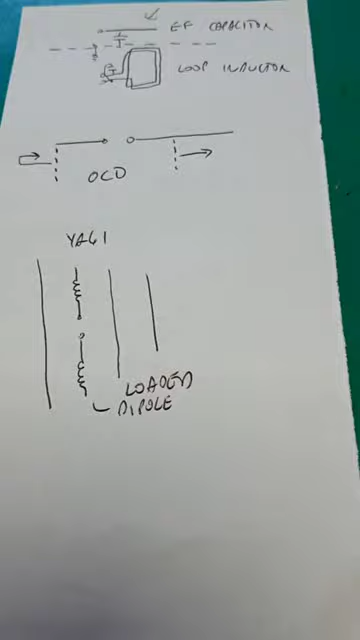 EF CAPACITOR
LOOP INDUCTOR
OCD
YAGI
LOADED
DIPOLE